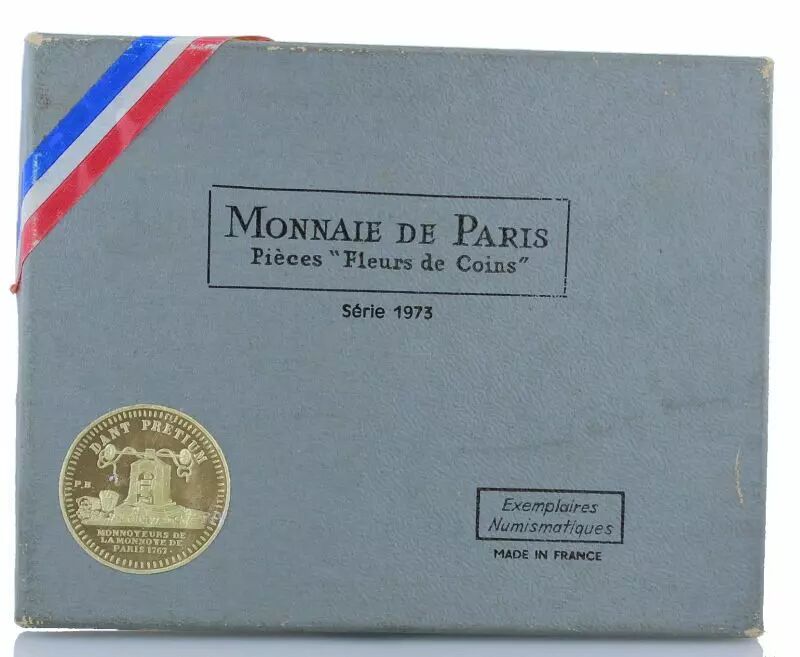 MONNAIE DE PARIS
Pièces "Fleurs de Coins"
Série 1973
DANT PRETIUM
P.B.
MONNOYEURS DE
LA MONNOYE DE
PARIS 1767.
Exemplaires
Numismatiques
MADE IN FRANCE